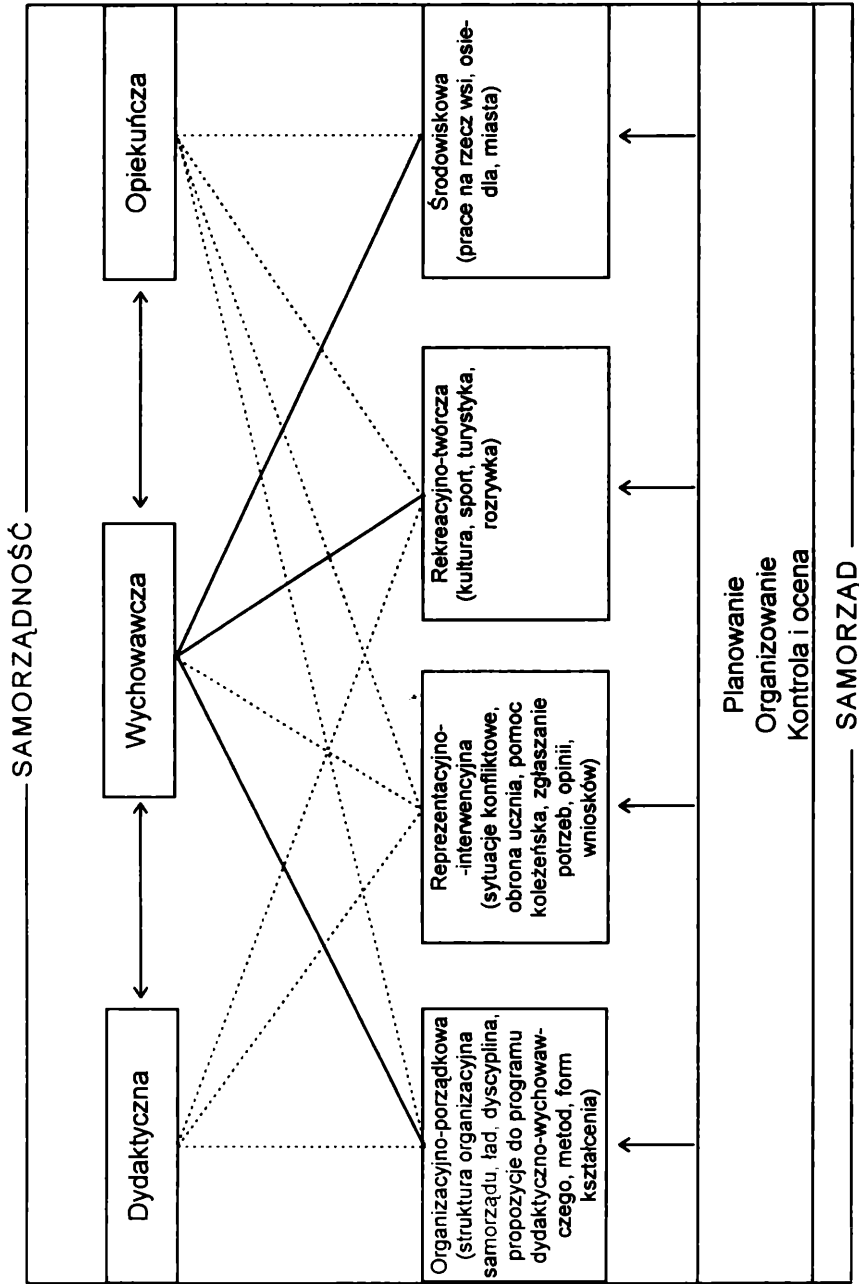 SAMORZĄDNOŚĆ
Dydaktyczna
Wychowawcza
Opiekuńcza
Organizacyjno-porządkowa
(struktura organizacyjna
samorządu, ład, dyscyplina,
propozycje do programu
dydaktyczno-wychowaw-
czego, metod, form
kształcenia)
Reprezentacyjno-
-interwencyjna
(sytuacje konfliktowe,
obrona ucznia, pomoc
koleżeńska, zgłaszanie
potrzeb, opinii,
wniosków)
Rekreacyjno-twórcza
(kultura, sport, turystyka,
rozrywka)
Środowiskowa
(prace na rzecz wsi, osie-
dla, miasta)
Planowanie
Organizowanie
Kontrola i ocena
SAMORZĄD